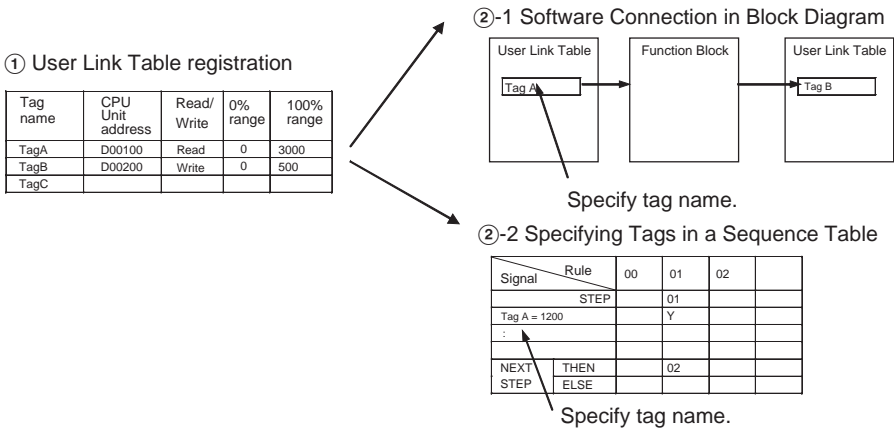 ②-1 Software Connection in Block Diagram
User Link Table
Function Block
User Link Table
Tag A
Tag B
Specify tag name.
① User Link Table registration
Tag name CPU Unit address Read/ Write 0% range 100% range
TagA D00100 Read 0 3000
TagB D00200 Write 0 500
TagC
②-2 Specifying Tags in a Sequence Table
Signal Rule 00 01 02
STEP 01
Tag A = 1200 Y
:
NEXT STEP THEN 02
ELSE
Specify tag name.